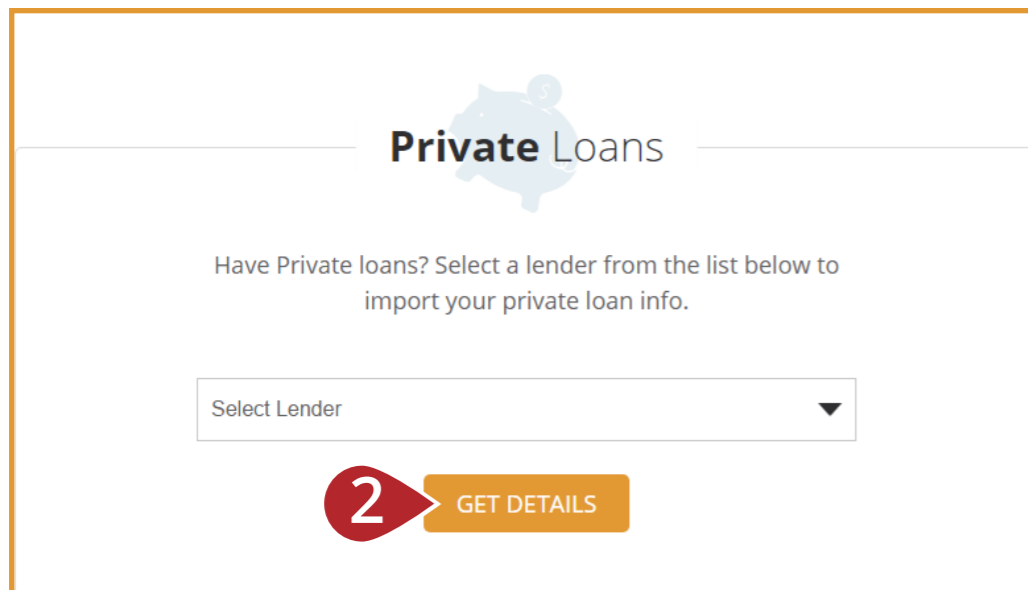 Private Loans
Have Private loans? Select a lender from the list below to
import your private loan info.
Select Lender
2
GET DETAILS